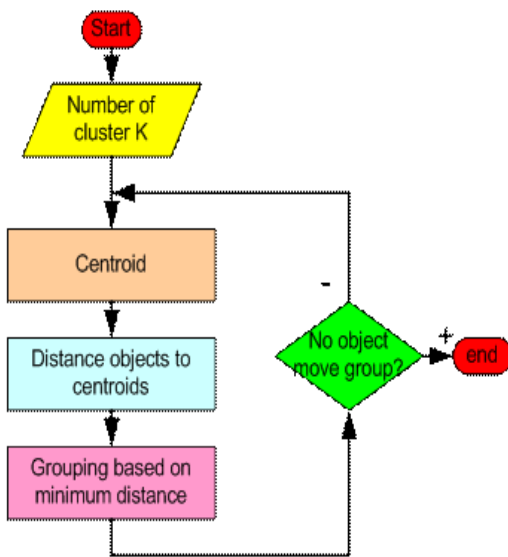 Start
Number of
cluster K
Centroid
Distance objects to
centroids
Grouping based on
minimum distance
-
No object
move group?
+
end